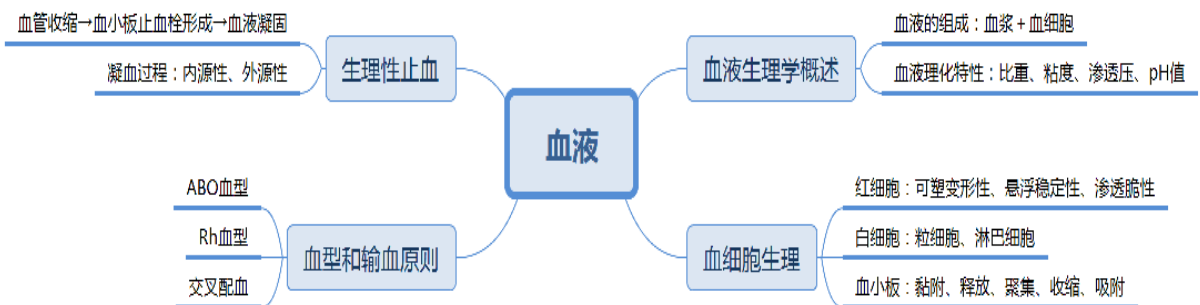 血液
血液生理学概述
血液的组成：血浆＋血细胞
血液理化特性：比重、粘度、渗透压、pH值
血细胞生理
红细胞：可塑变形性、悬浮稳定性、渗透脆性
白细胞：粒细胞、淋巴细胞
血小板：黏附、释放、聚集、收缩、吸附
生理性止血
血管收缩→血小板止血栓形成→血液凝固
凝血过程：内源性、外源性
血型和输血原则
ABO血型
Rh血型
交叉配血